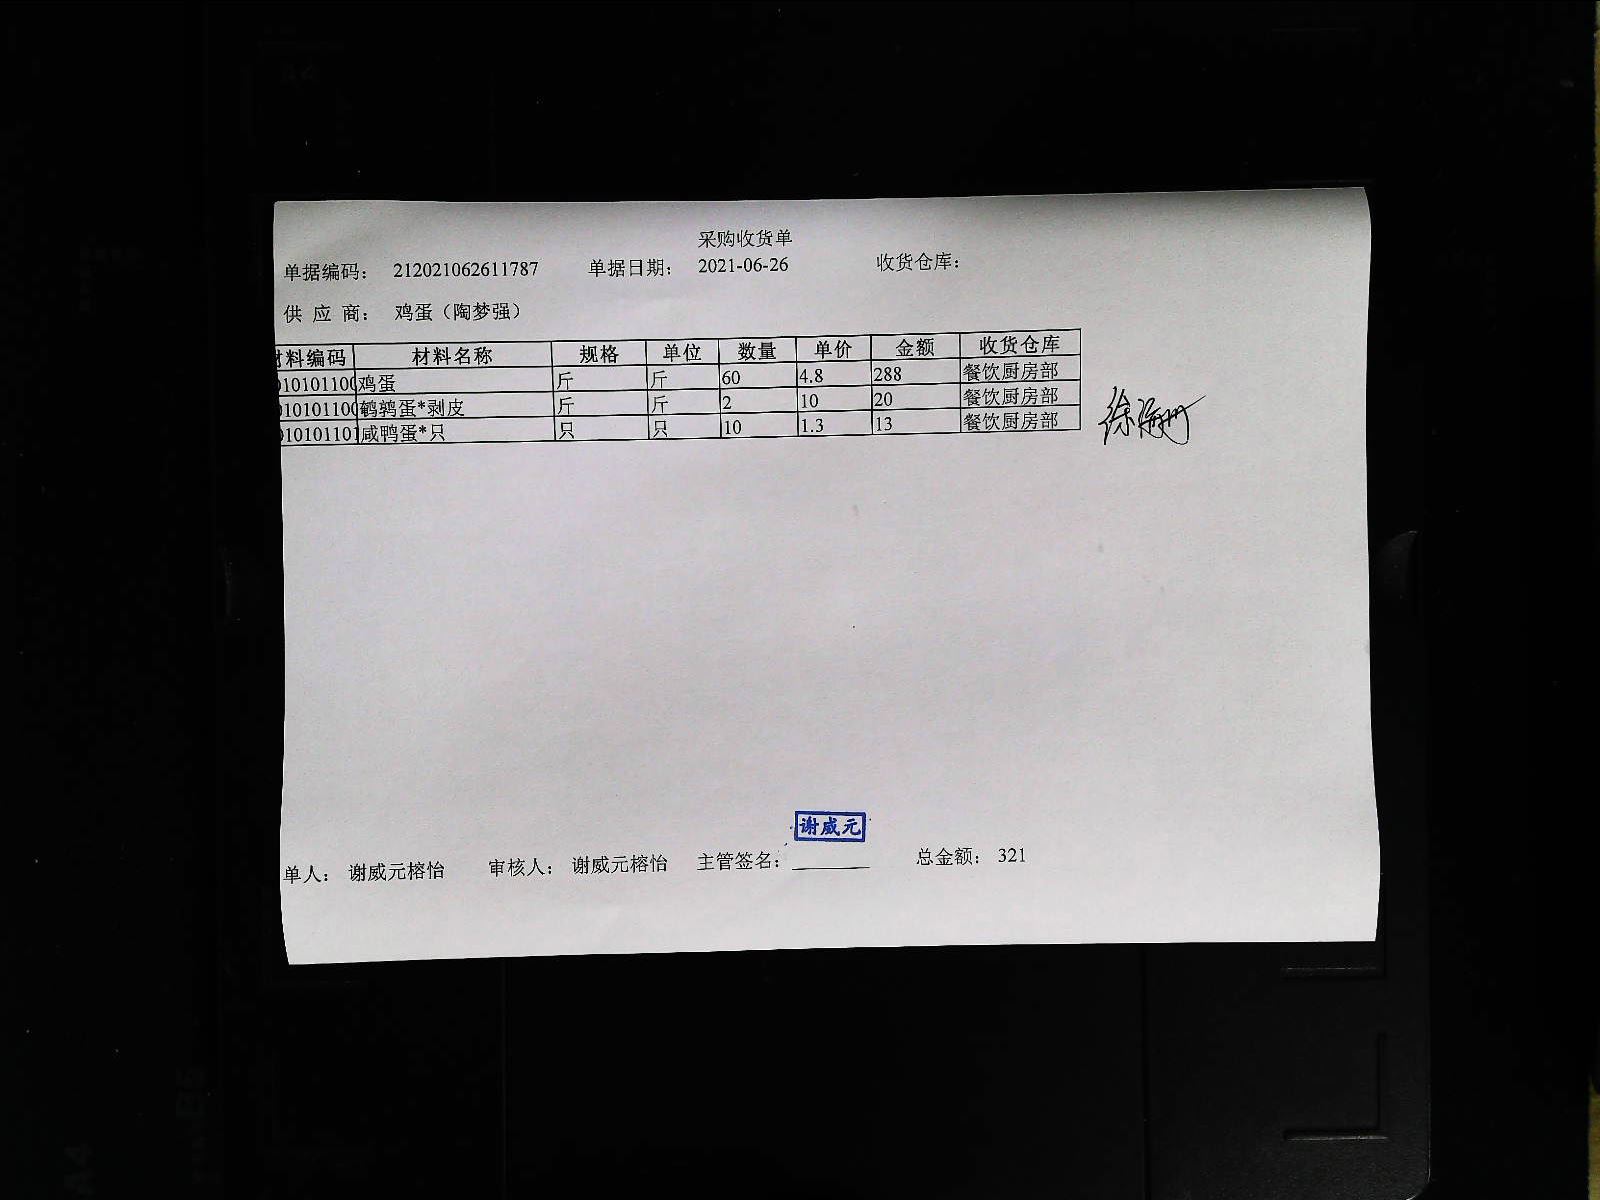 采购收货单
单据编码： 212021062611787 单据日期： 2021-06-26 收货仓库：
供 应 商： 鸡蛋（陶梦强）
材料编码 材料名称 规格 单位 数量 单价 金额 收货仓库
01010110 鸡蛋 斤 斤 60 4.8 288 餐饮厨房部
01010110 鹌鹑蛋*剥皮 斤 斤 2 10 20 餐饮厨房部
010101101 咸鸭蛋*只 只 只 10 1.3 13 餐饮厨房部
谢威元
单人： 谢威元榕怡 审核人： 谢威元榕怡 主管签名： 总金额： 321